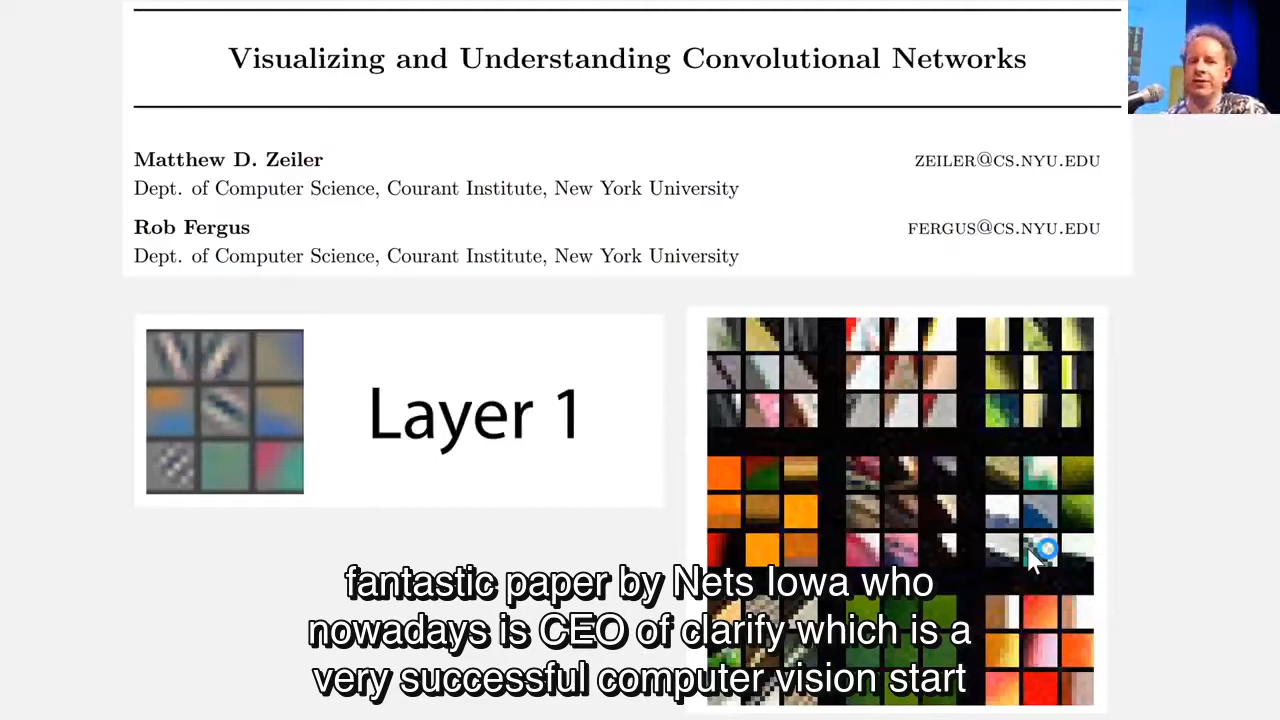 Visualizing and Understanding Convolutional Networks
Matthew D. Zeiler
ZEILER@CS.NYU.EDU
Dept. of Computer Science, Courant Institute, New York University
Rob Fergus
FERGUS@CS.NYU.EDU
Dept. of Computer Science, Courant Institute, New York University
Layer 1
fantastic paper by Nets Iowa who
nowadays is CEO of clarify which is a
very successful computer vision start